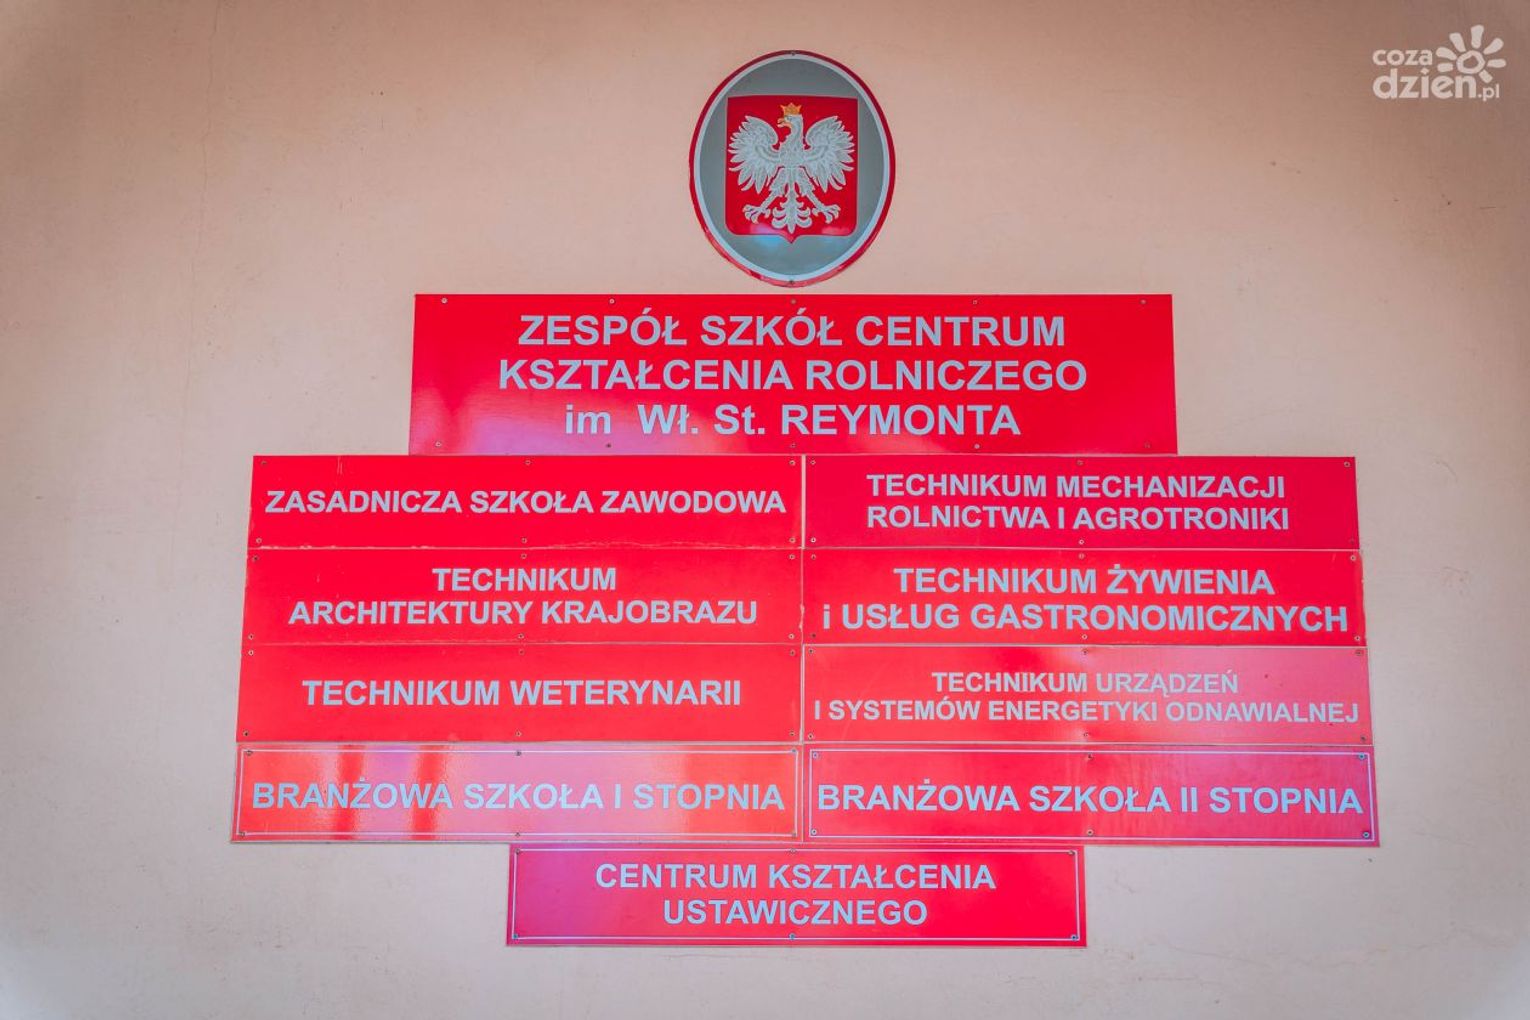 coza
dzien.pl
ZESPÓŁ SZKÓŁ CENTRUM
KSZTAŁCENIA ROLNICZEGO
im Wł. St. REYMONTA
ZASADNICZA SZKOŁA ZAWODOWA
TECHNIKUM MECHANIZACJI
ROLNICTWA I AGROTRONIKI
TECHNIKUM
ARCHITEKTURY KRAJOBRAZU
TECHNIKUM ŻYWIENIA
i USŁUG GASTRONOMICZNYCH
TECHNIKUM WETERYNARII
TECHNIKUM URZĄDZEŃ
I SYSTEMÓW ENERGETYKI ODNAWIALNEJ
BRANŻOWA SZKOŁA I STOPNIA
BRANŻOWA SZKOŁA II STOPNIA
CENTRUM KSZTAŁCENIA
USTAWICZNEGO